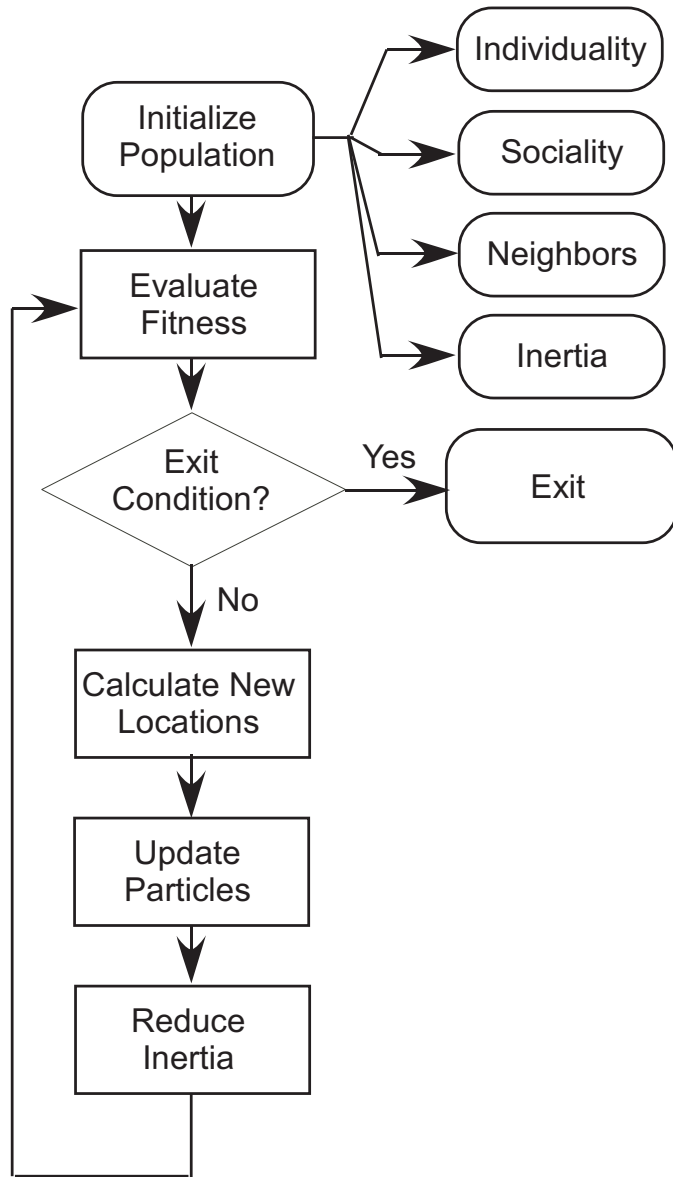 Initialize
Population
Individuality
Sociality
Neighbors
Inertia
Evaluate
Fitness
Exit
Condition?
Yes
Exit
No
Calculate New
Locations
Update
Particles
Reduce
Inertia